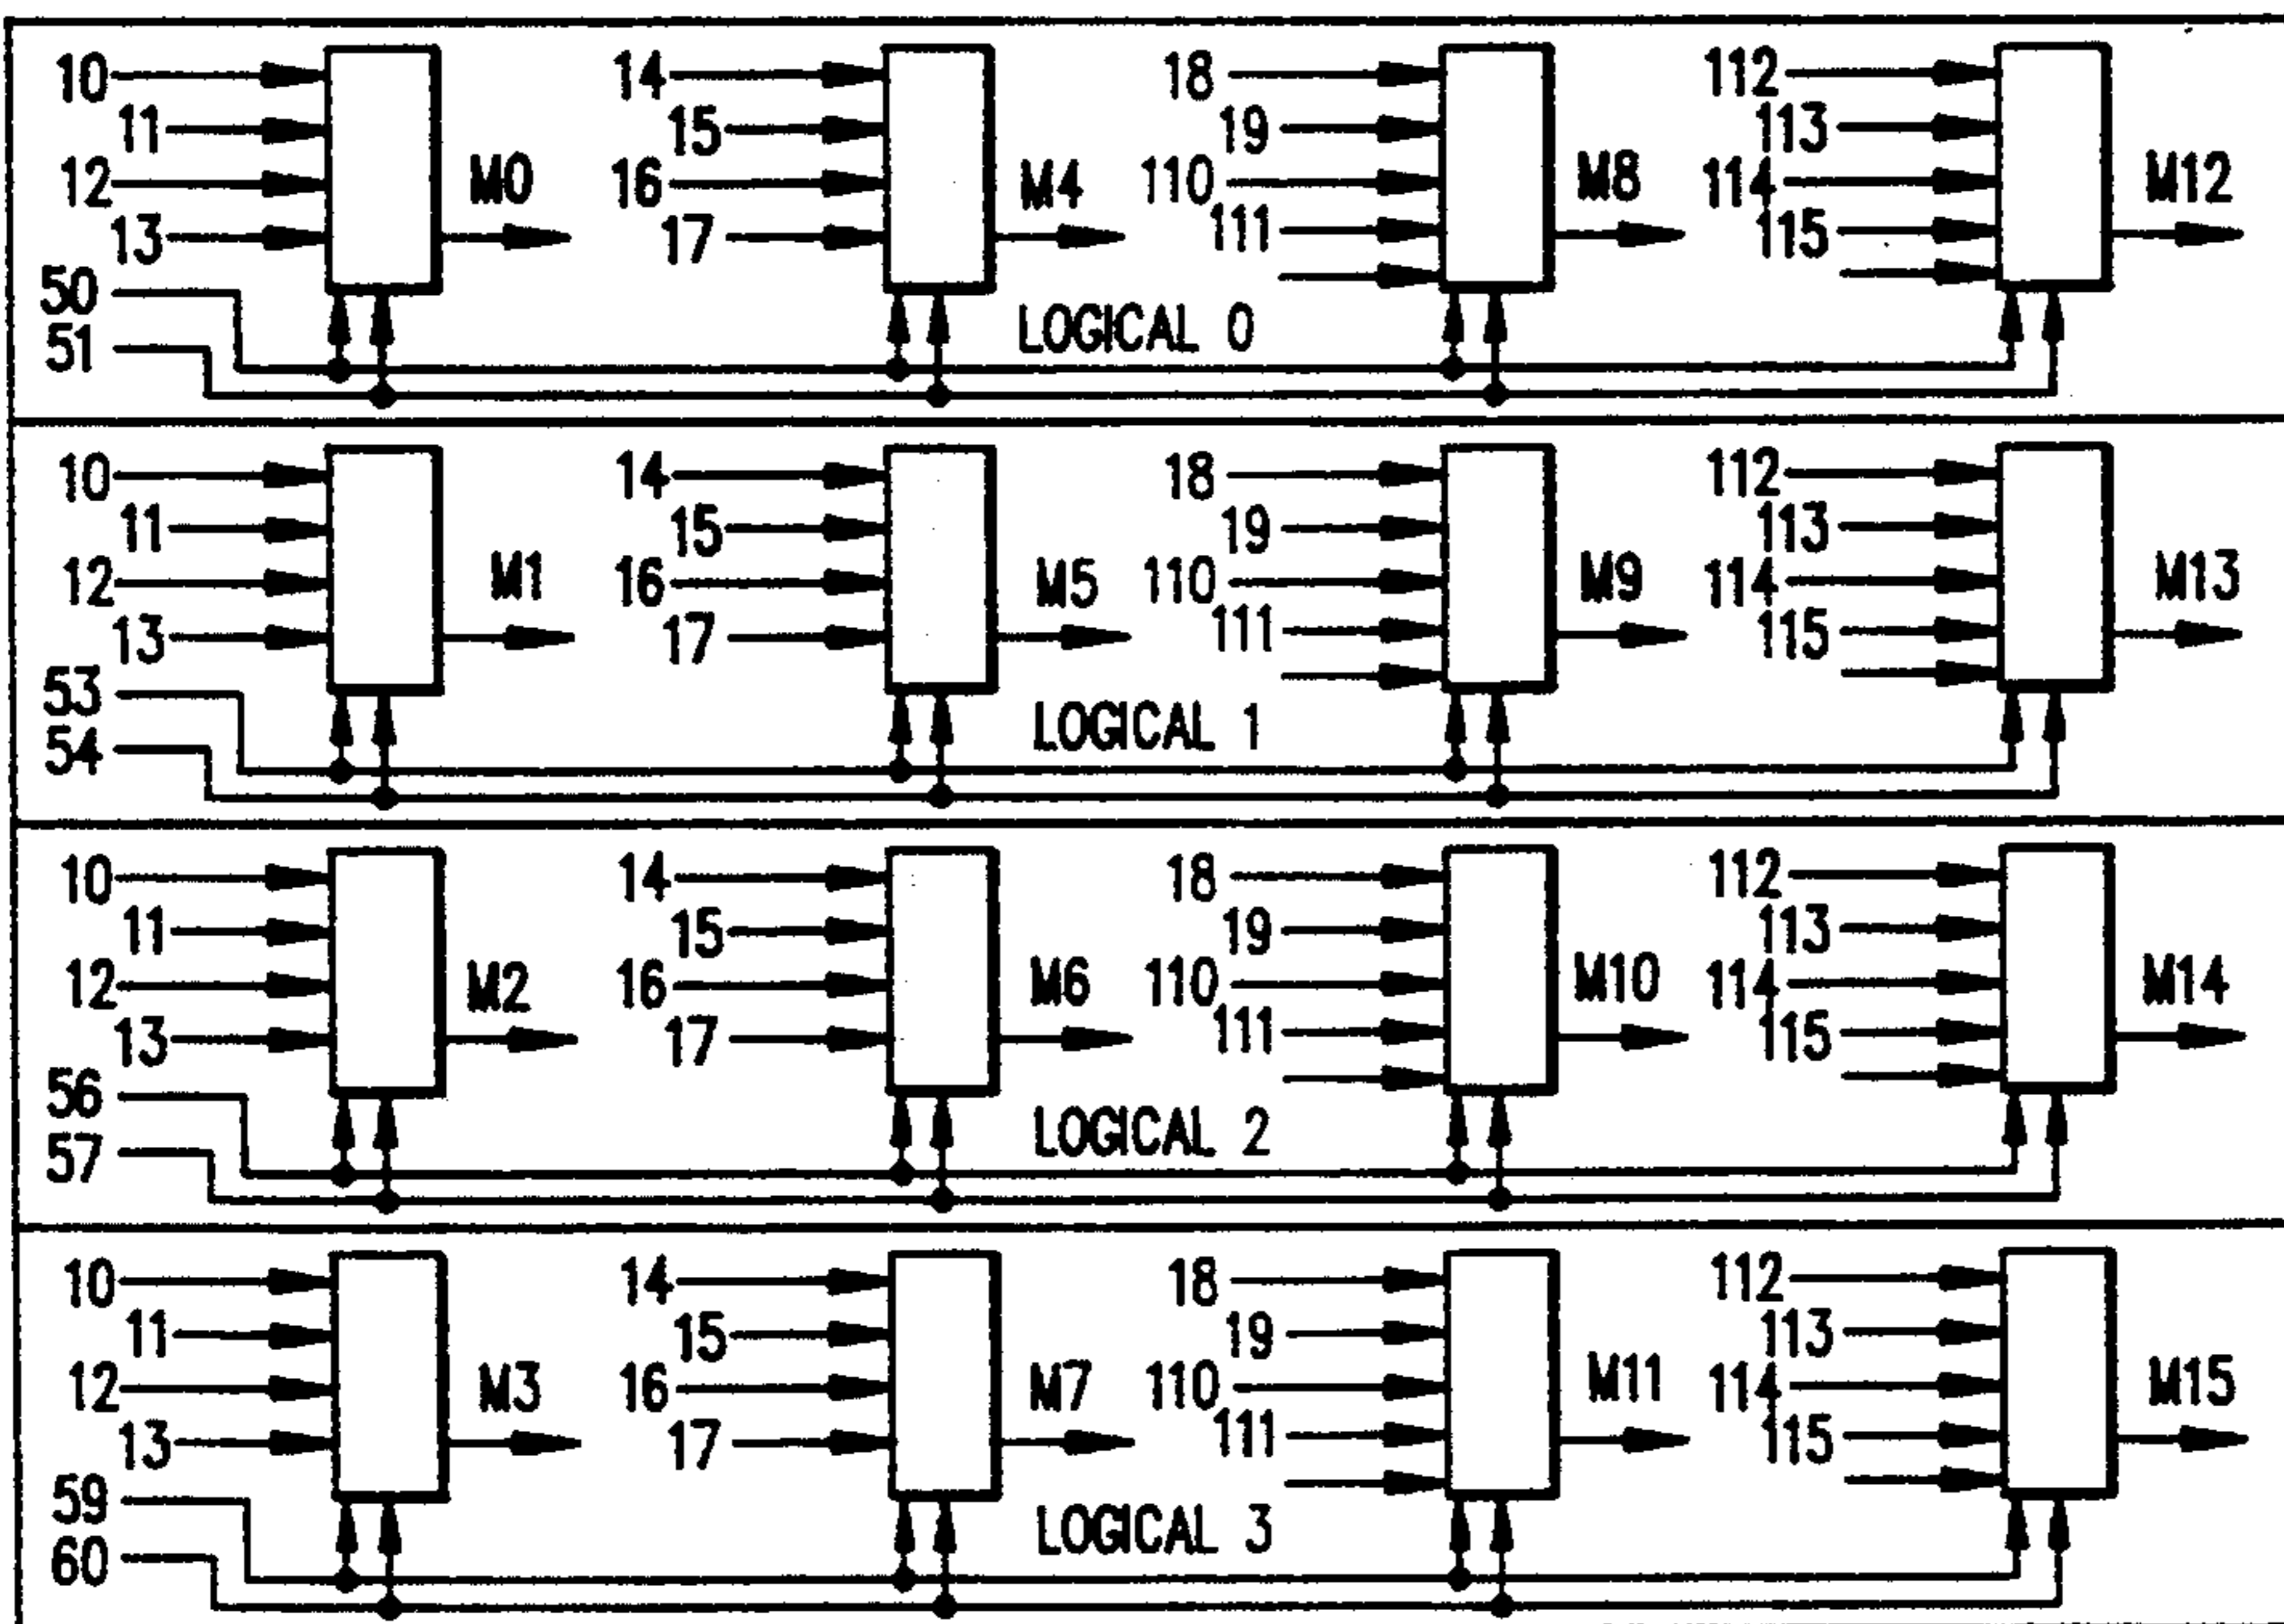 10 14 18 112
11 15 19 113
12 M0 16 M4 110 M8 114 M12
13 17 111 115
50
51 LOGICAL 0
10 14 18 112
11 15 19 113
12 M1 16 M5 110 M9 114 M13
13 17 111 115
53
54 LOGICAL 1
10 14 18 112
11 15 19 113
12 M2 16 M6 110 M10 114 M14
13 17 111 115
56
57 LOGICAL 2
10 14 18 112
11 15 19 113
12 M3 16 M7 110 M11 114 M15
13 17 111 115
59
60 LOGICAL 3